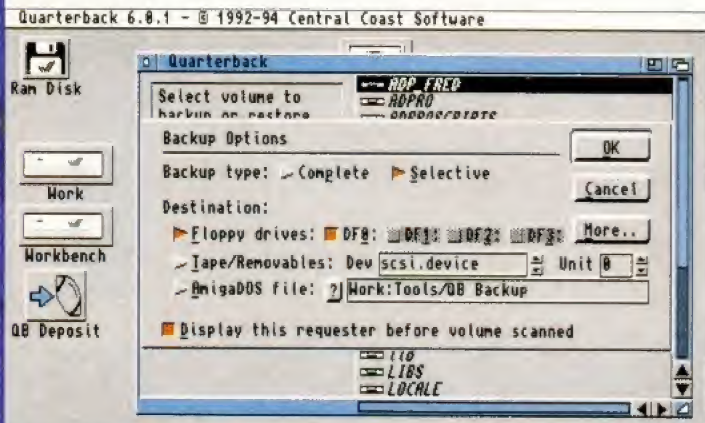 Quarterback 6.0.1 - © 1992-94 Central Coast Software
Ram Disk
Work
Workbench
QB Deposit
Quarterback
Select volume to
backup or restore
ADP_FRED
ADPRO
ADPROSCRIPTS
Backup Options
Backup type: Complete Selective
Destination:
Floppy drives: DF0: DF1: DF2: DF3:
Tape/Removables: Dev scsi.device Unit 0
AmigaDOS file: ? Work:Tools/QB Backup
Display this requester before volume scanned
OK
Cancel
More..
LIBS
LOCALE